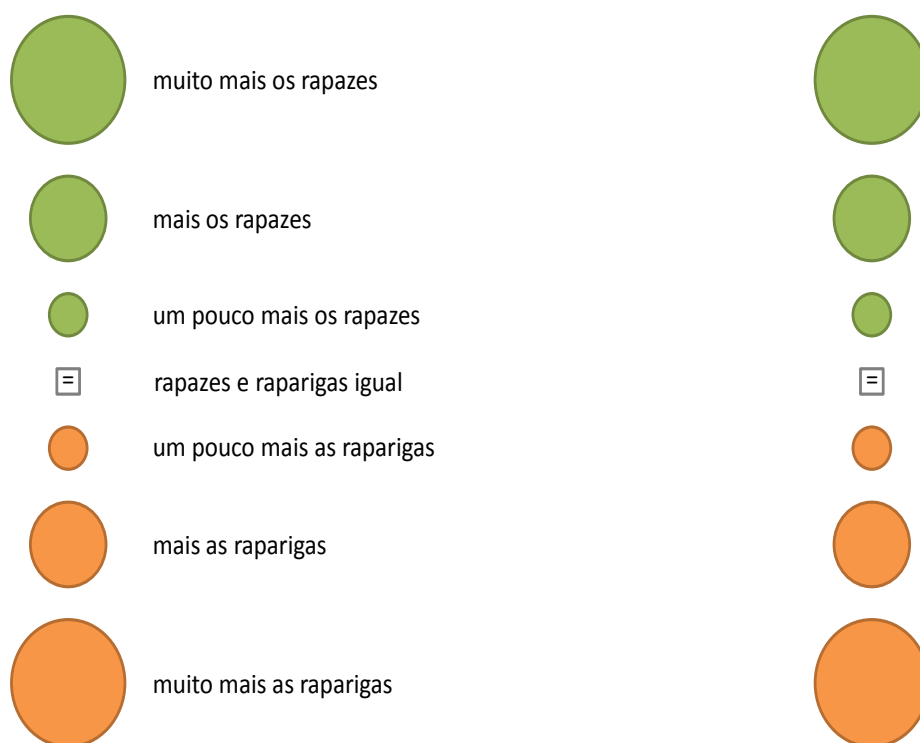 muito mais os rapazes
mais os rapazes
um pouco mais os rapazes
= rapazes e raparigas igual =
um pouco mais as raparigas
mais as raparigas
muito mais as raparigas